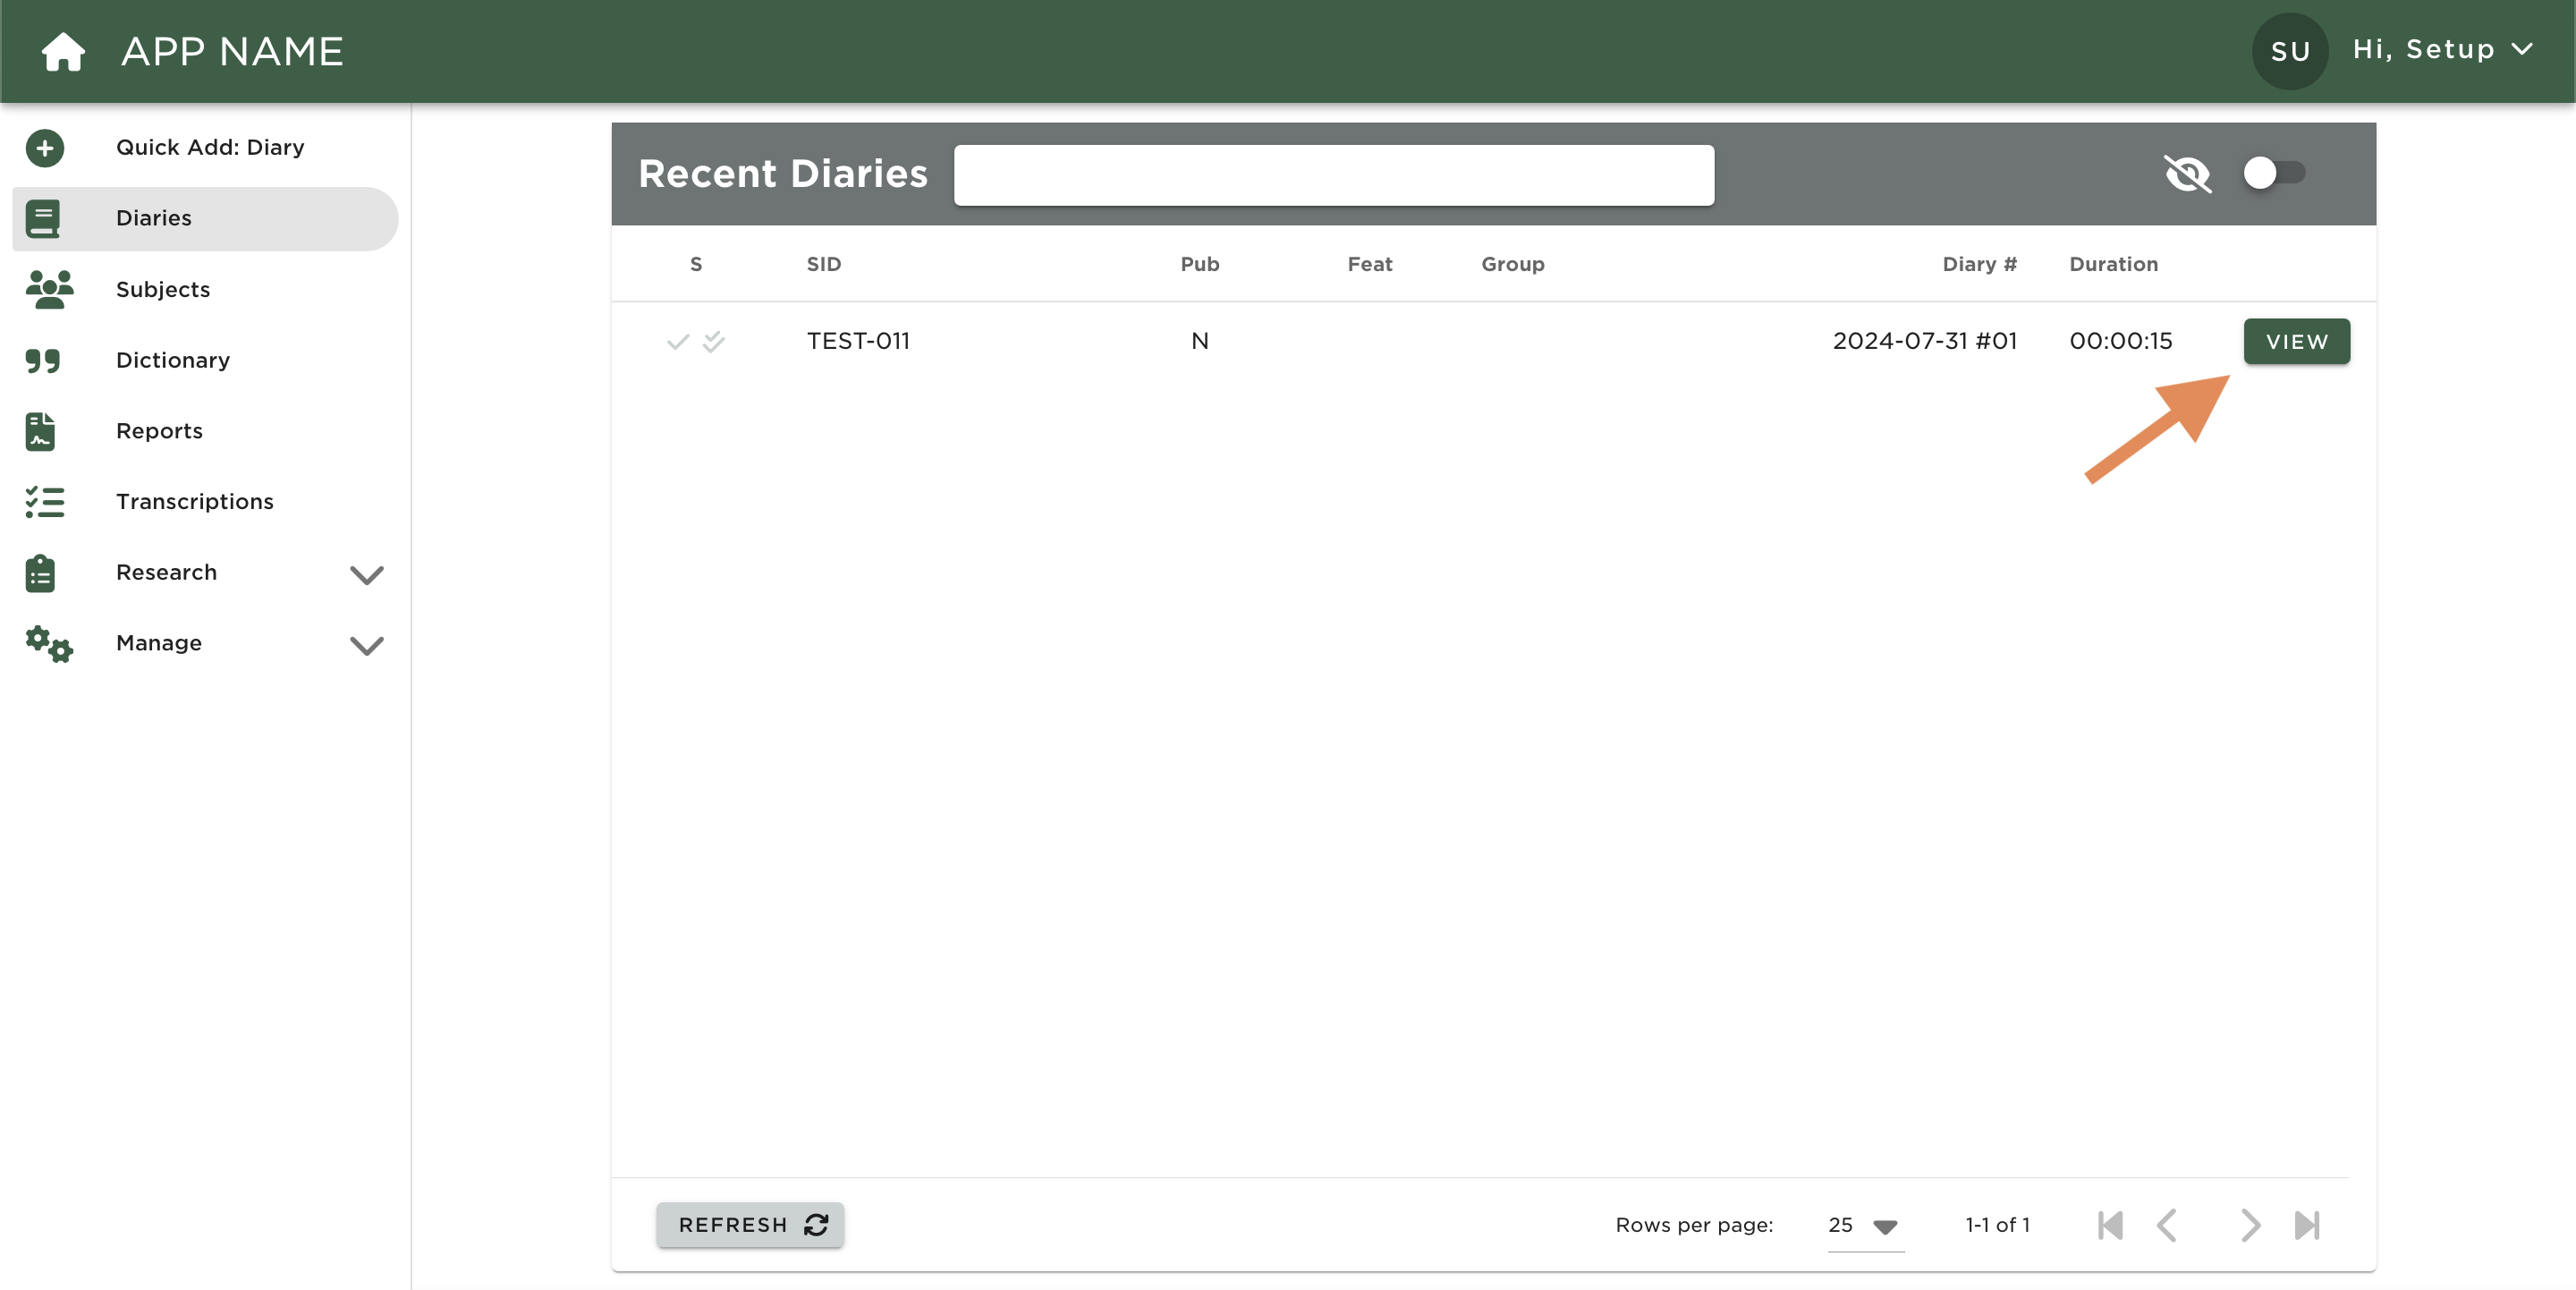 APP NAME
SU Hi, Setup
Quick Add: Diary
Diaries
Subjects
Dictionary
Reports
Transcriptions
Research
Manage
Recent Diaries
S SID Pub Feat Group Diary # Duration
TEST-011 N 2024-07-31 #01 00:00:15 VIEW
REFRESH Rows per page: 25 1-1 of 1